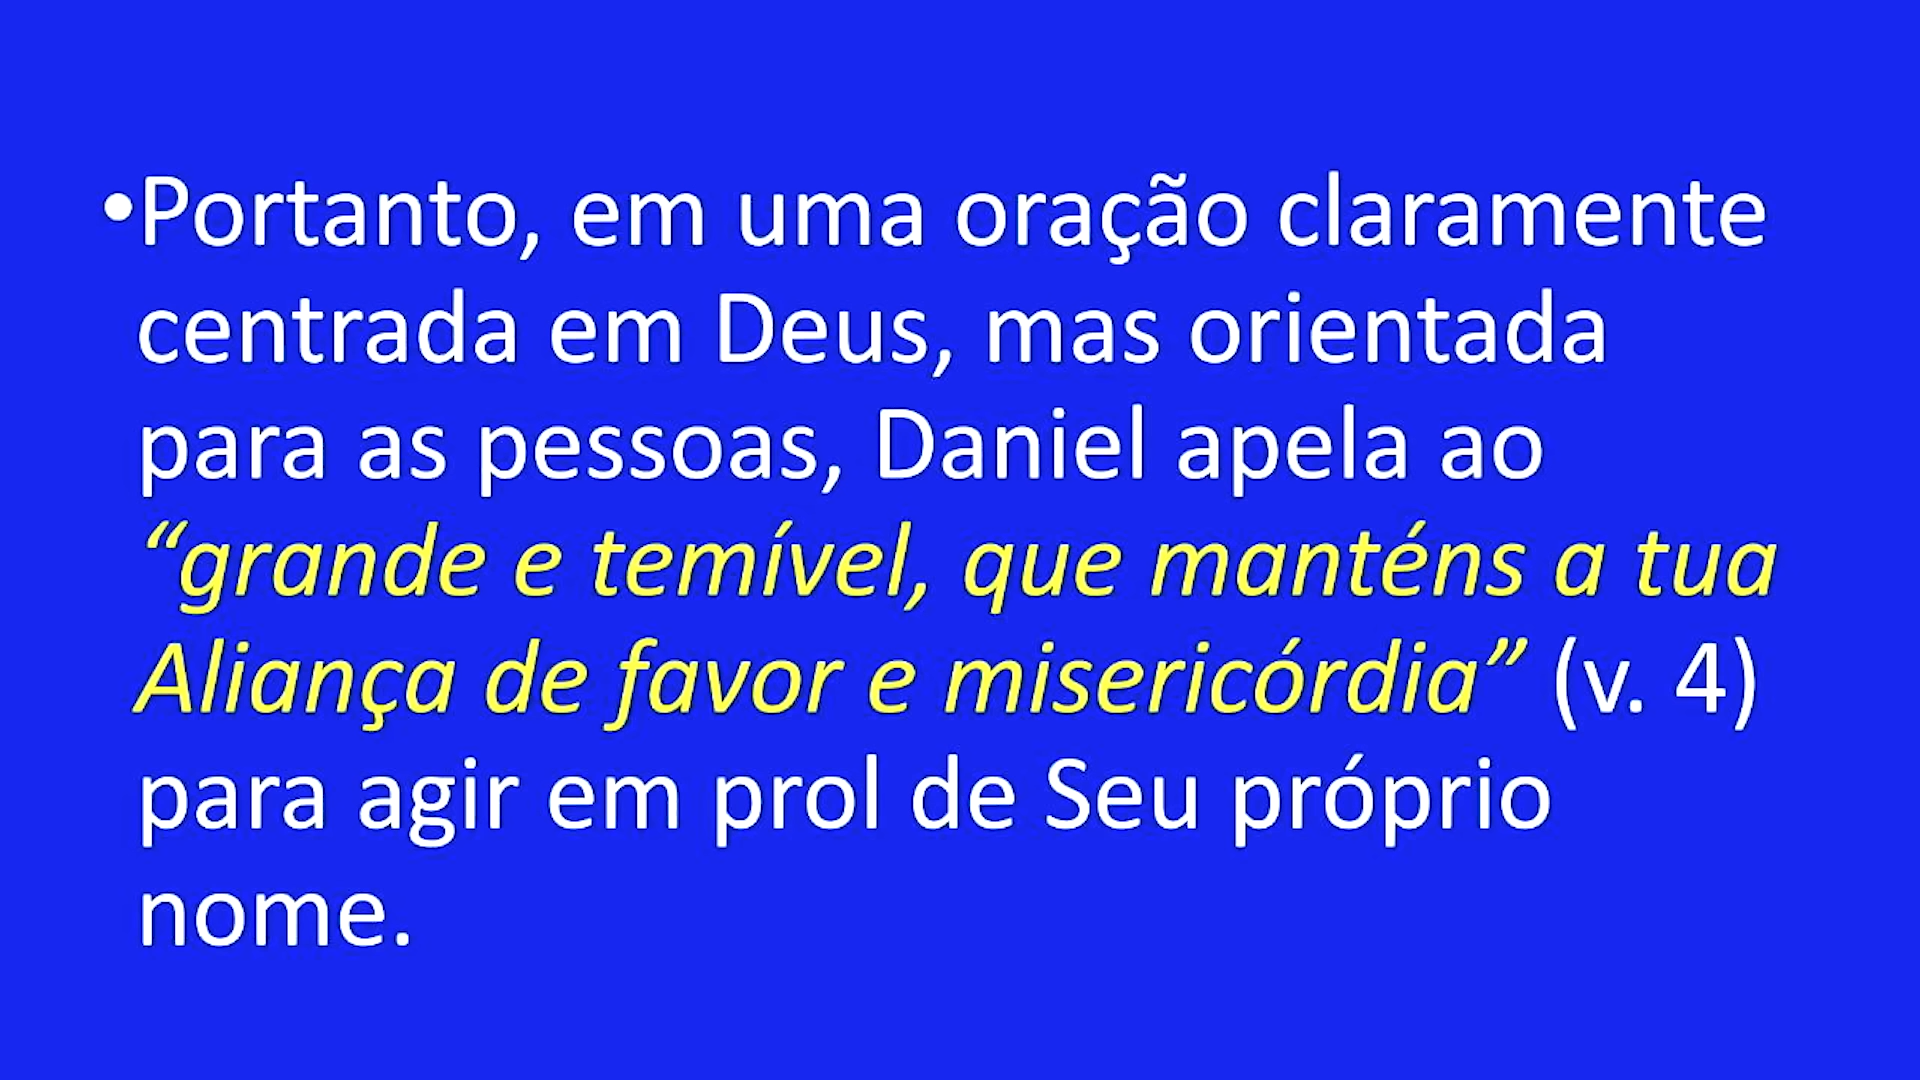 •Portanto, em uma oração claramente
centrada em Deus, mas orientada
para as pessoas, Daniel apela ao
“grande e temível, que manténs a tua
Aliança de favor e misericórdia” (v. 4)
para agir em prol de Seu próprio
nome.